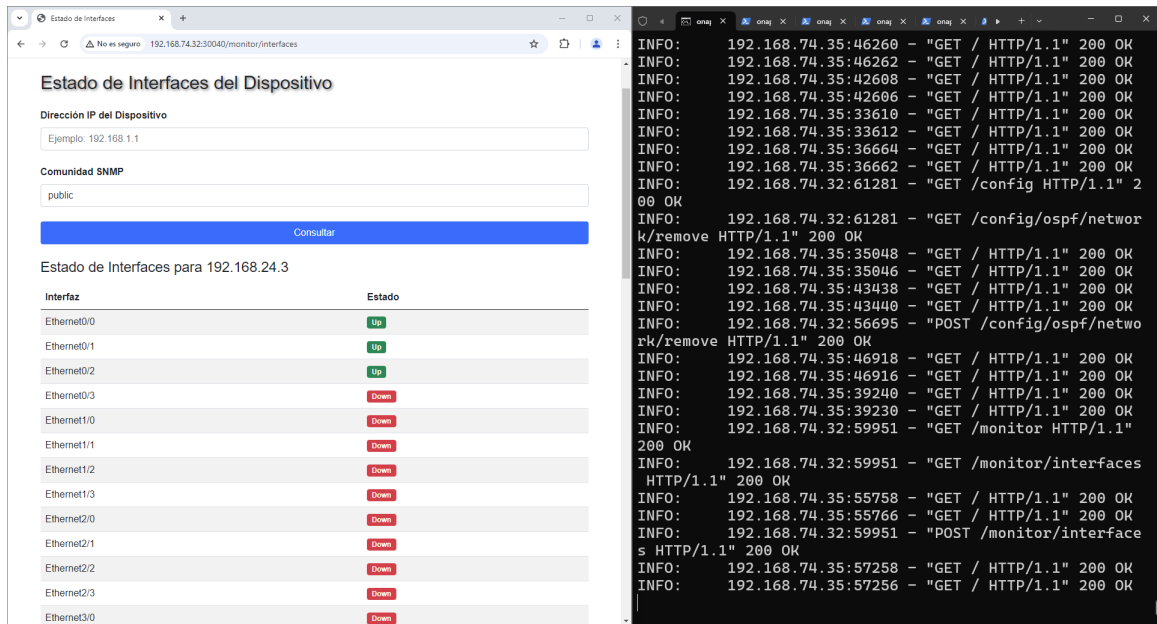 Estado de Interfaces
No es seguro 192.168.74.32:30040/monitor/interfaces
Estado de Interfaces del Dispositivo
Dirección IP del Dispositivo
Ejemplo: 192.168.1.1
Comunidad SNMP
public
Consultar
Estado de Interfaces para 192.168.24.3
Interfaz Estado
Ethernet0/0 Up
Ethernet0/1 Up
Ethernet0/2 Up
Ethernet0/3 Down
Ethernet1/0 Down
Ethernet1/1 Down
Ethernet1/2 Down
Ethernet1/3 Down
Ethernet2/0 Down
Ethernet2/1 Down
Ethernet2/2 Down
Ethernet2/3 Down
Ethernet3/0 Down
onaj onaj onaj onaj onaj
INFO: 192.168.74.35:46260 - "GET / HTTP/1.1" 200 OK
INFO: 192.168.74.35:46262 - "GET / HTTP/1.1" 200 OK
INFO: 192.168.74.35:42608 - "GET / HTTP/1.1" 200 OK
INFO: 192.168.74.35:42606 - "GET / HTTP/1.1" 200 OK
INFO: 192.168.74.35:33610 - "GET / HTTP/1.1" 200 OK
INFO: 192.168.74.35:33612 - "GET / HTTP/1.1" 200 OK
INFO: 192.168.74.35:36664 - "GET / HTTP/1.1" 200 OK
INFO: 192.168.74.35:36662 - "GET / HTTP/1.1" 200 OK
INFO: 192.168.74.32:61281 - "GET /config HTTP/1.1" 2
00 OK
INFO: 192.168.74.32:61281 - "GET /config/ospf/networ
k/remove HTTP/1.1" 200 OK
INFO: 192.168.74.35:35048 - "GET / HTTP/1.1" 200 OK
INFO: 192.168.74.35:35046 - "GET / HTTP/1.1" 200 OK
INFO: 192.168.74.35:43438 - "GET / HTTP/1.1" 200 OK
INFO: 192.168.74.35:43440 - "GET / HTTP/1.1" 200 OK
INFO: 192.168.74.32:56695 - "POST /config/ospf/netwo
rk/remove HTTP/1.1" 200 OK
INFO: 192.168.74.35:46918 - "GET / HTTP/1.1" 200 OK
INFO: 192.168.74.35:46916 - "GET / HTTP/1.1" 200 OK
INFO: 192.168.74.35:39240 - "GET / HTTP/1.1" 200 OK
INFO: 192.168.74.35:39230 - "GET / HTTP/1.1" 200 OK
INFO: 192.168.74.32:59951 - "GET /monitor HTTP/1.1"
200 OK
INFO: 192.168.74.32:59951 - "GET /monitor/interfaces
HTTP/1.1" 200 OK
INFO: 192.168.74.35:55758 - "GET / HTTP/1.1" 200 OK
INFO: 192.168.74.35:55766 - "GET / HTTP/1.1" 200 OK
INFO: 192.168.74.32:59951 - "POST /monitor/interface
s HTTP/1.1" 200 OK
INFO: 192.168.74.35:57258 - "GET / HTTP/1.1" 200 OK
INFO: 192.168.74.35:57256 - "GET / HTTP/1.1" 200 OK